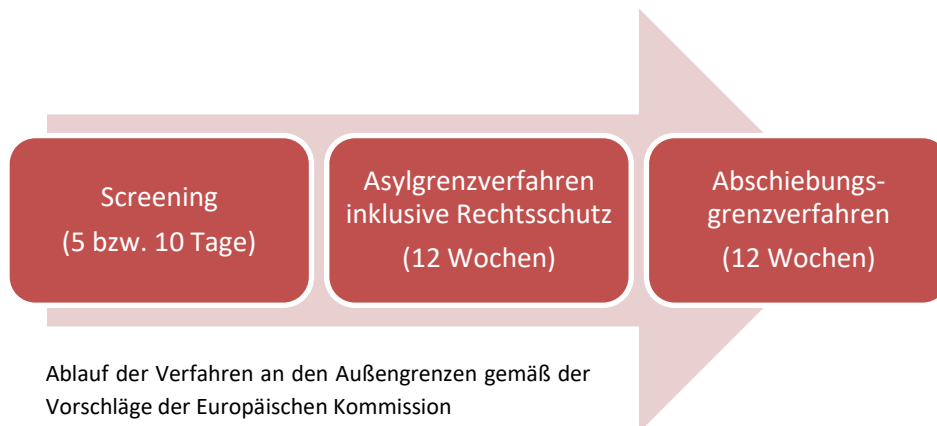 Screening
(5 bzw. 10 Tage)
Asylgrenzverfahren
inklusive Rechtsschutz
(12 Wochen)
Abschiebungs-
grenzverfahren
(12 Wochen)
Ablauf der Verfahren an den Außengrenzen gemäß der
Vorschläge der Europäischen Kommission